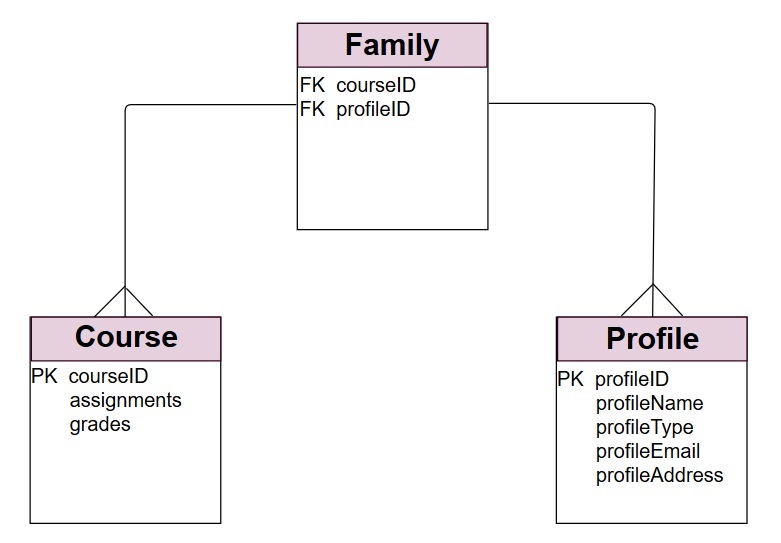 Family
FK courseID
FK profileID
Course
PK courseID
assignments
grades
Profile
PK profileID
profileName
profileType
profileEmail
profileAddress